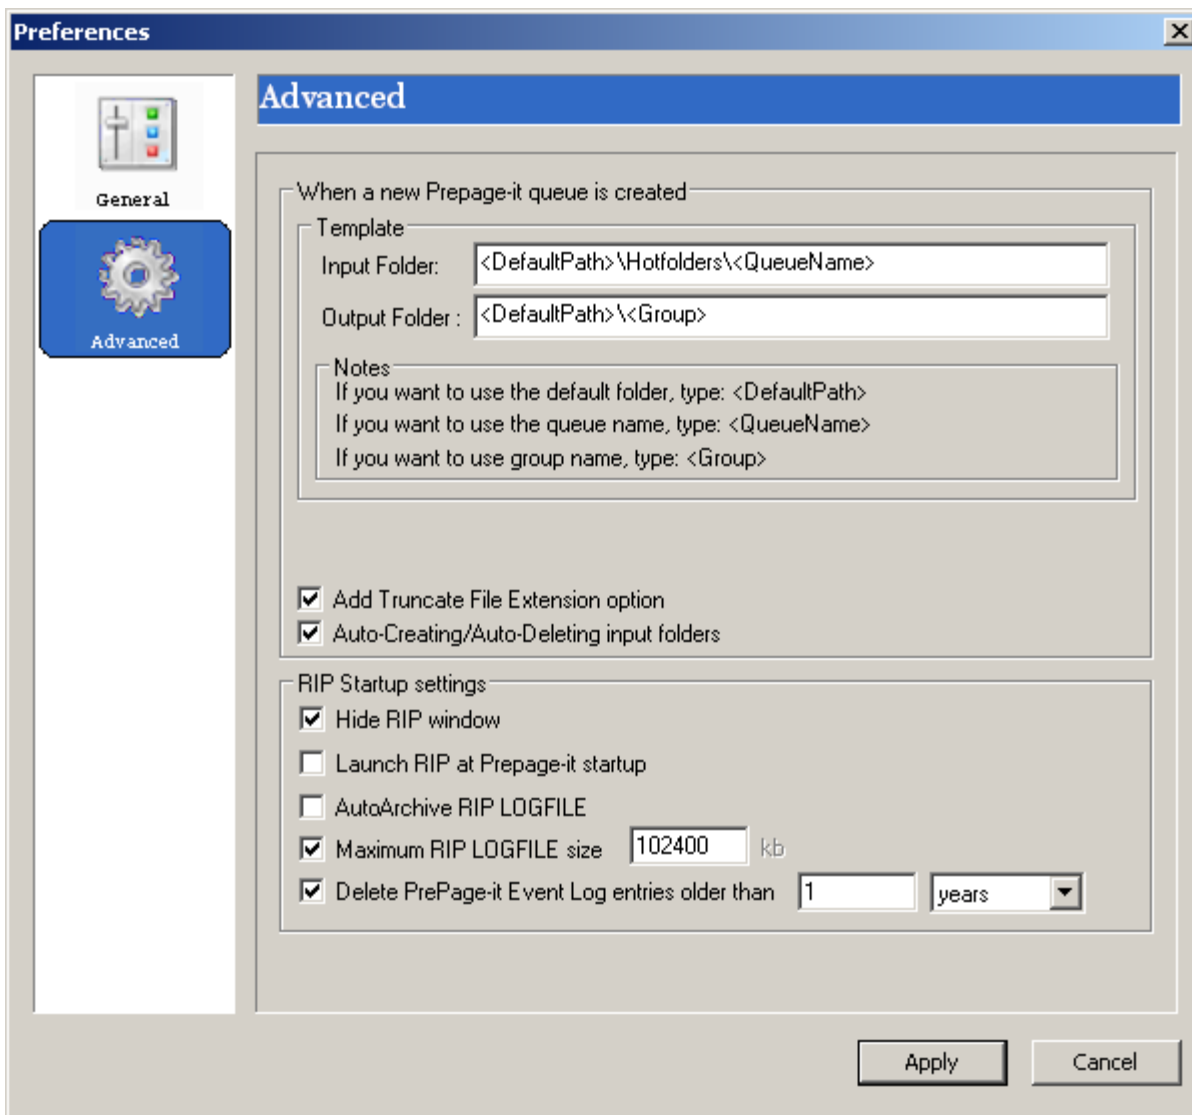 Preferences
General
Advanced
Advanced
When a new Prepage-it queue is created
Template
Input Folder: <DefaultPath>\Hotfolders\<QueueName>
Output Folder : <DefaultPath>\<Group>
Notes
If you want to use the default folder, type: <DefaultPath>
If you want to use the queue name, type: <QueueName>
If you want to use group name, type: <Group>
Add Truncate File Extension option
Auto-Creating/Auto-Deleting input folders
RIP Startup settings
Hide RIP window
Launch RIP at Prepage-it startup
AutoArchive RIP LOGFILE
Maximum RIP LOGFILE size 102400 kb
Delete PrePage-it Event Log entries older than 1 years
Apply Cancel